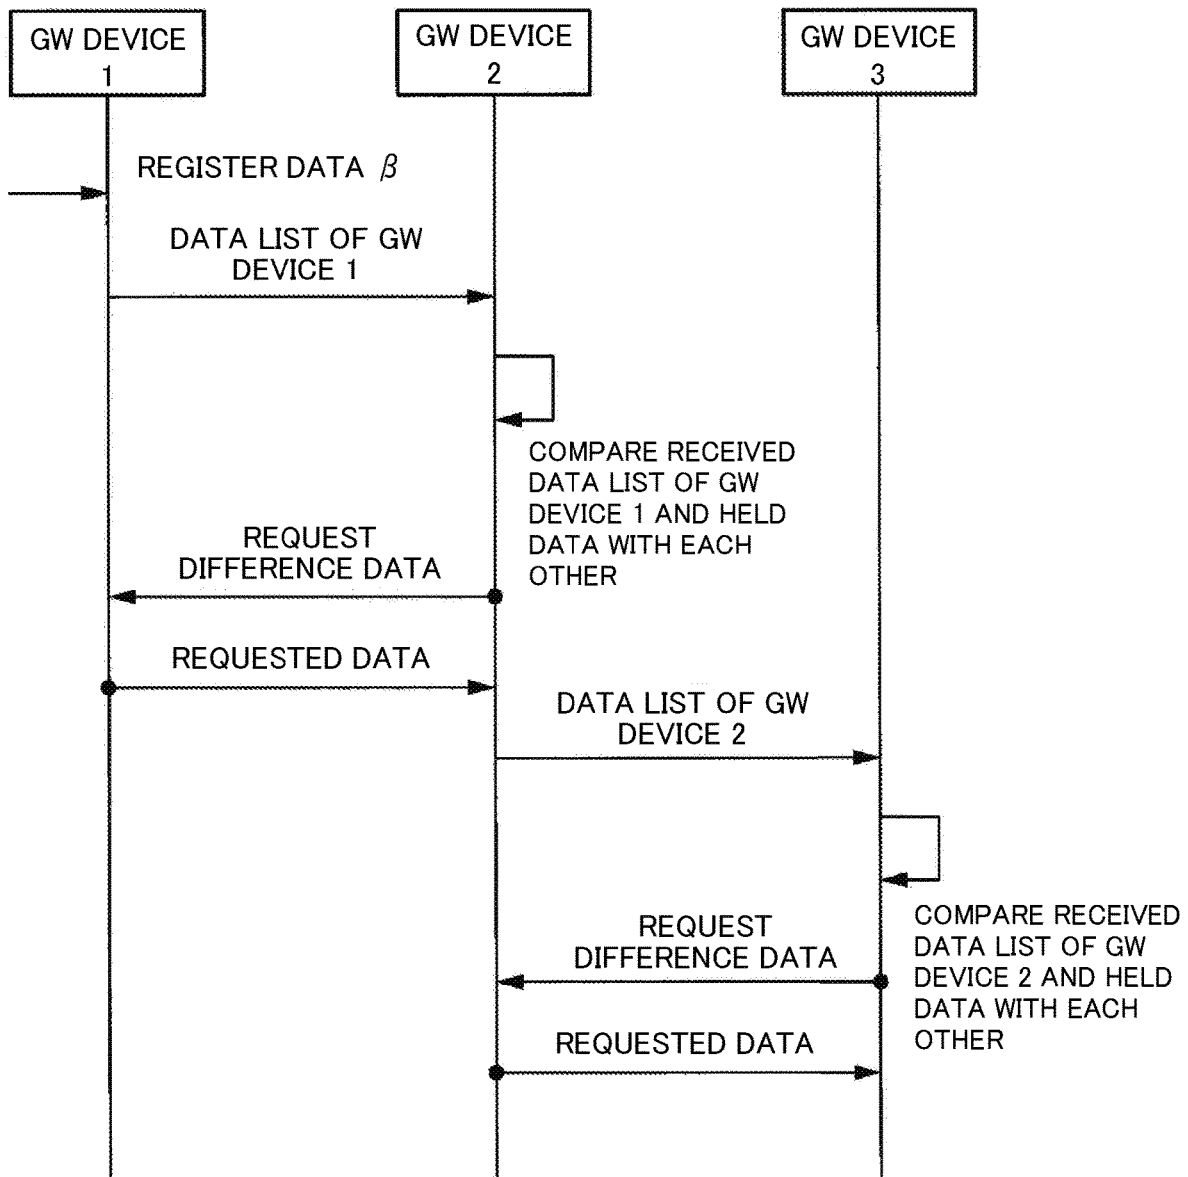 GW DEVICE
1
GW DEVICE
2
GW DEVICE
3
REGISTER DATA β
DATA LIST OF GW
DEVICE 1
COMPARE RECEIVED
DATA LIST OF GW
DEVICE 1 AND HELD
DATA WITH EACH
OTHER
REQUEST
DIFFERENCE DATA
REQUESTED DATA
DATA LIST OF GW
DEVICE 2
COMPARE RECEIVED
DATA LIST OF GW
DEVICE 2 AND HELD
DATA WITH EACH
OTHER
REQUEST
DIFFERENCE DATA
REQUESTED DATA